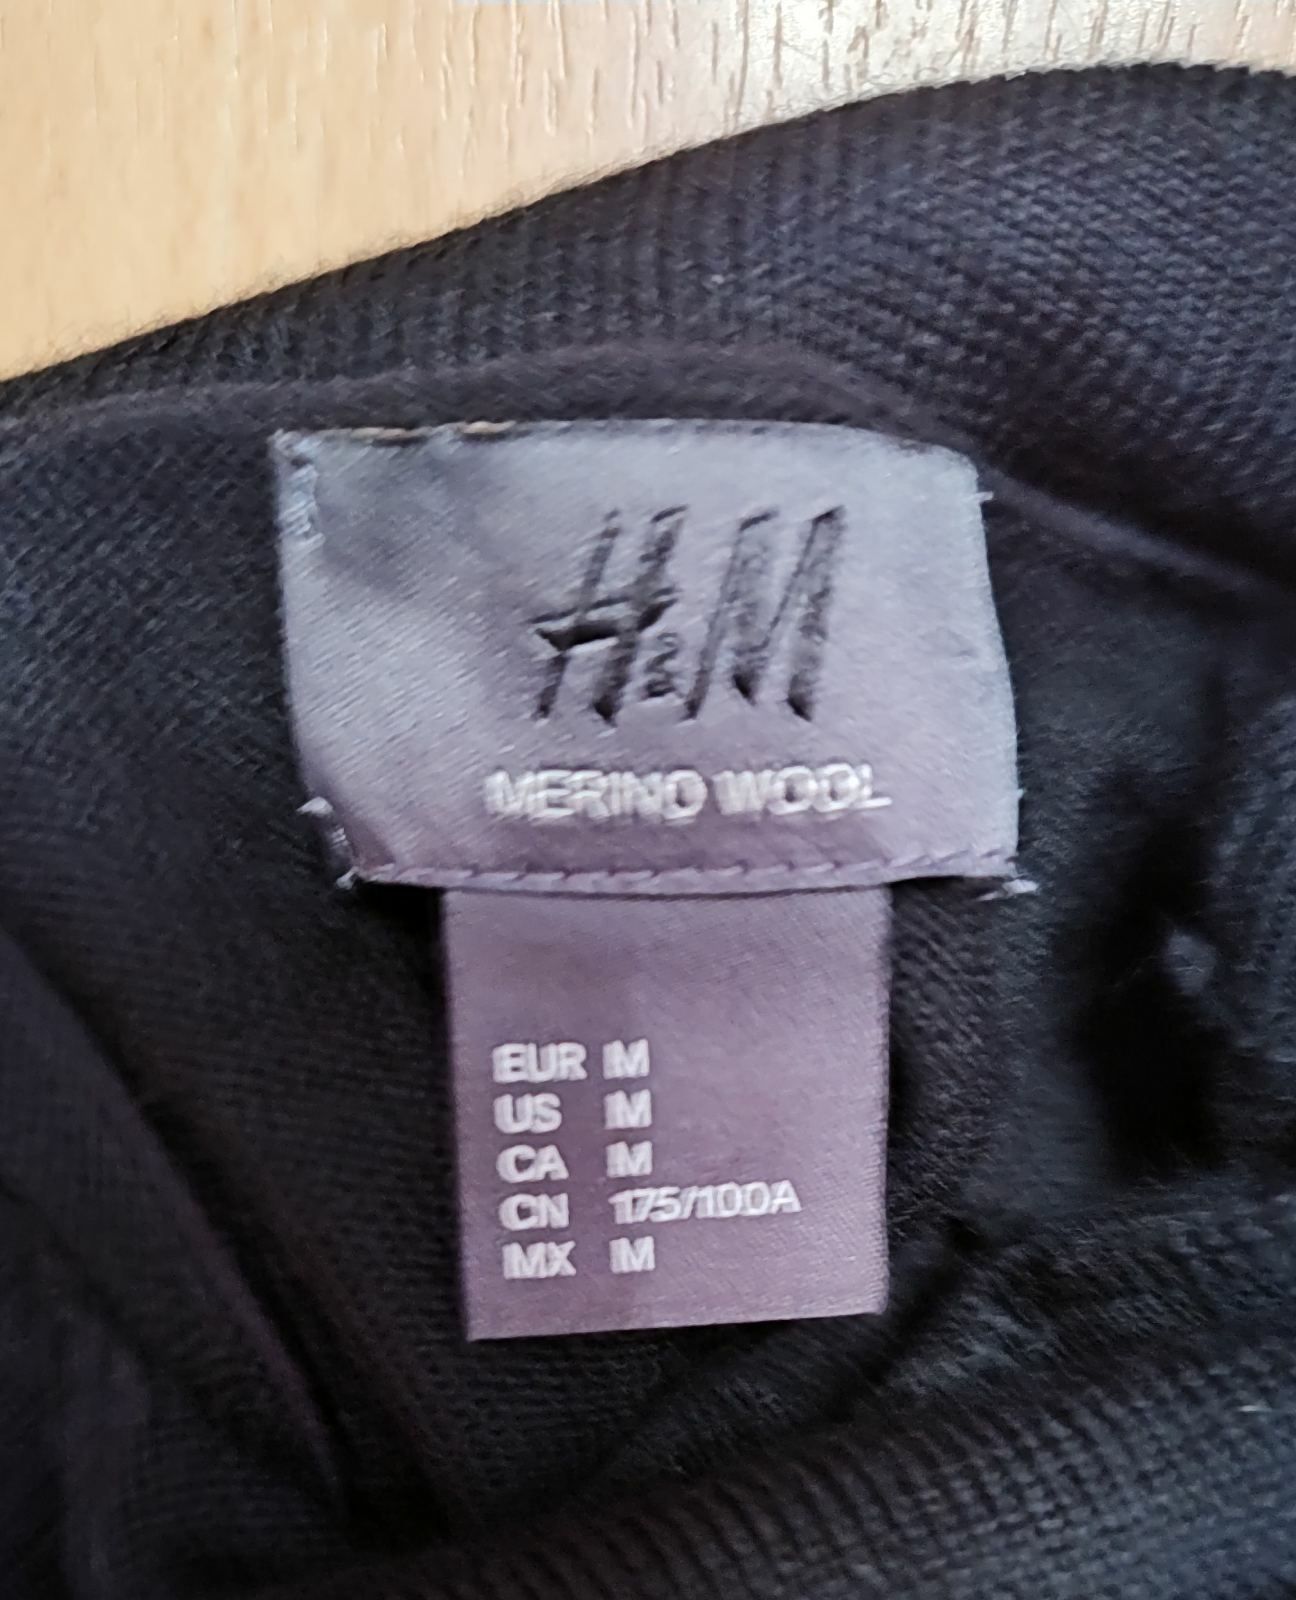 H&M
MERINO WOOL
EUR M
US M
CA M
CN 175/100A
MX M